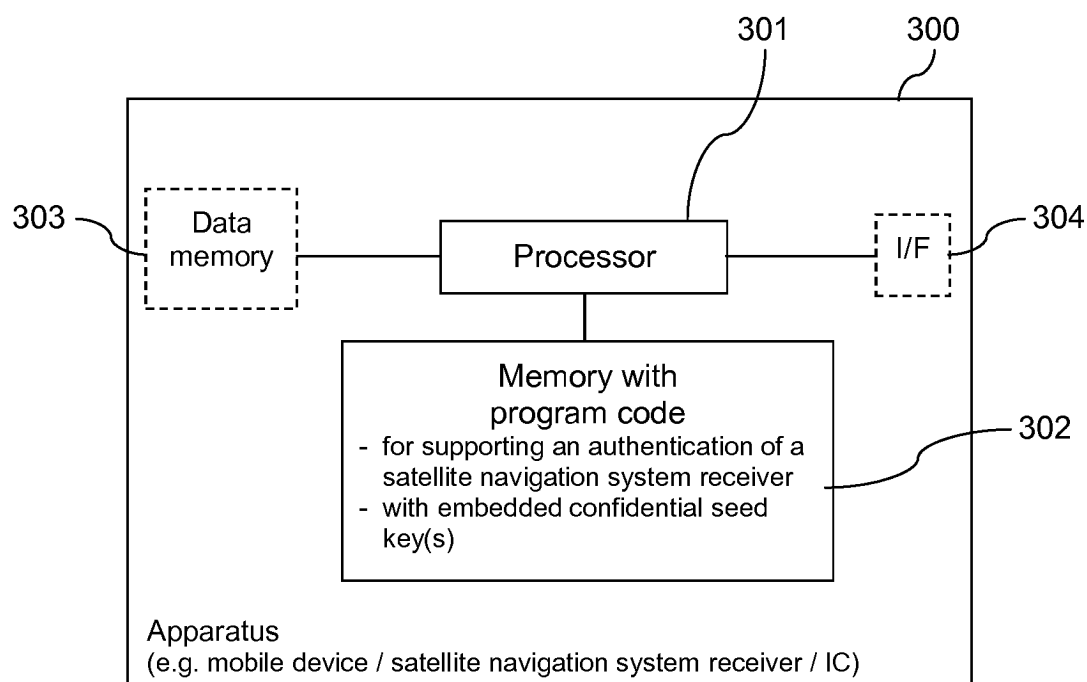 301
300
303
Data
memory
Processor
I/F
304
Memory with
program code
- for supporting an authentication of a
satellite navigation system receiver
- with embedded confidential seed
key(s)
302
Apparatus
(e.g. mobile device / satellite navigation system receiver / IC)